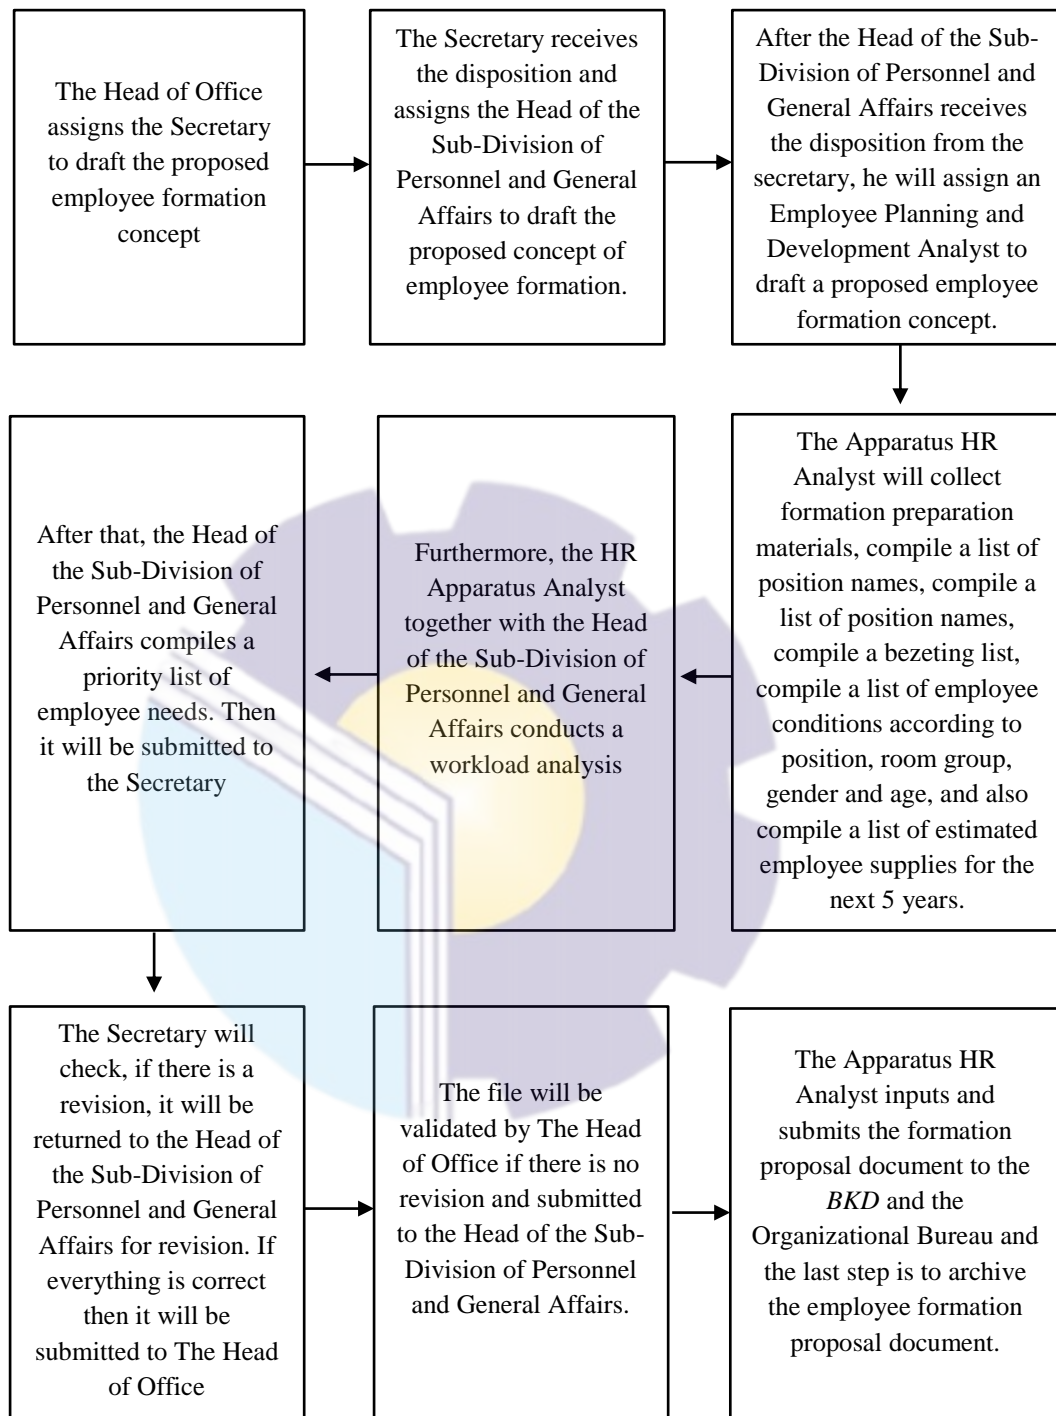 The Head of Office
assigns the Secretary
to draft the proposed
employee formation
concept
The Secretary receives
the disposition and
assigns the Head of the
Sub-Division of
Personnel and General
Affairs to draft the
proposed concept of
employee formation.
After the Head of the Sub-
Division of Personnel and
General Affairs receives
the disposition from the
secretary, he will assign an
Employee Planning and
Development Analyst to
draft a proposed employee
formation concept.
The Apparatus HR
Analyst will collect
formation preparation
materials, compile a list of
position names, compile a
list of position names,
compile a bezeting list,
compile a list of employee
conditions according to
position, room group,
gender and age, and also
compile a list of estimated
employee supplies for the
next 5 years.
Furthermore, the HR
Apparatus Analyst
together with the Head
of the Sub-Division of
Personnel and General
Affairs conducts a
workload analysis
After that, the Head of
the Sub-Division of
Personnel and General
Affairs compiles a
priority list of
employee needs. Then
it will be submitted to
the Secretary
The Secretary will
check, if there is a
revision, it will be
returned to the Head of
the Sub-Division of
Personnel and General
Affairs for revision. If
everything is correct
then it will be
submitted to The Head
of Office
The file will be
validated by The Head
of Office if there is no
revision and submitted
to the Head of the Sub-
Division of Personnel
and General Affairs.
The Apparatus HR
Analyst inputs and
submits the formation
proposal document to the
BKD and the
Organizational Bureau and
the last step is to archive
the employee formation
proposal document.